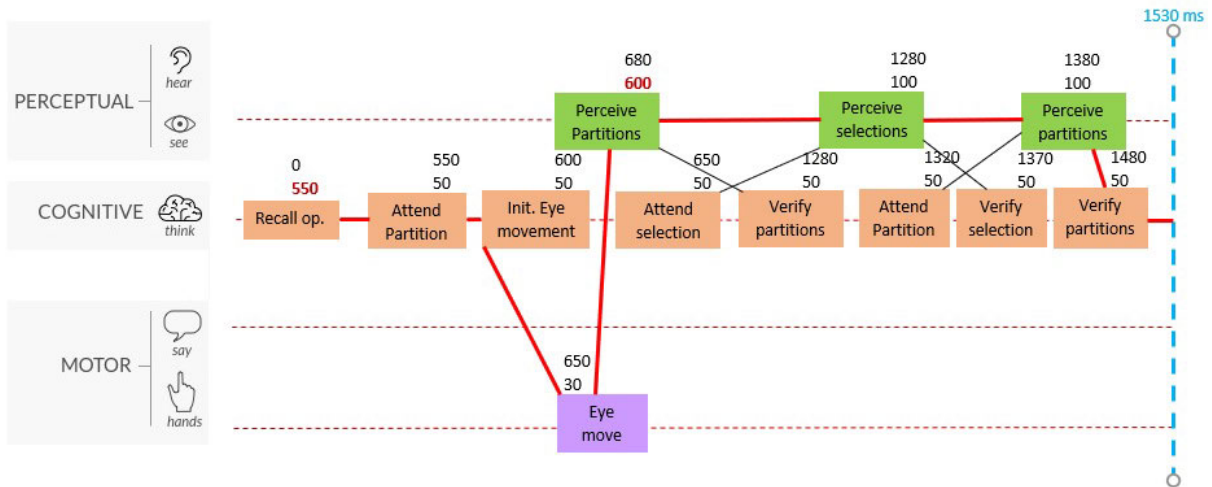 1530 ms
PERCEPTUAL
hear
see
680
600
Perceive
Partitions
1280
100
Perceive
selections
1380
100
Perceive
partitions
COGNITIVE
think
0
550
Recall op.
550
50
Attend
Partition
600
50
Init. Eye
movement
650
50
Attend
selection
1280
50
Verify
partitions
1320
50
Attend
Partition
1370
50
Verify
selection
1480
50
Verify
partitions
MOTOR
say
hands
650
30
Eye
move